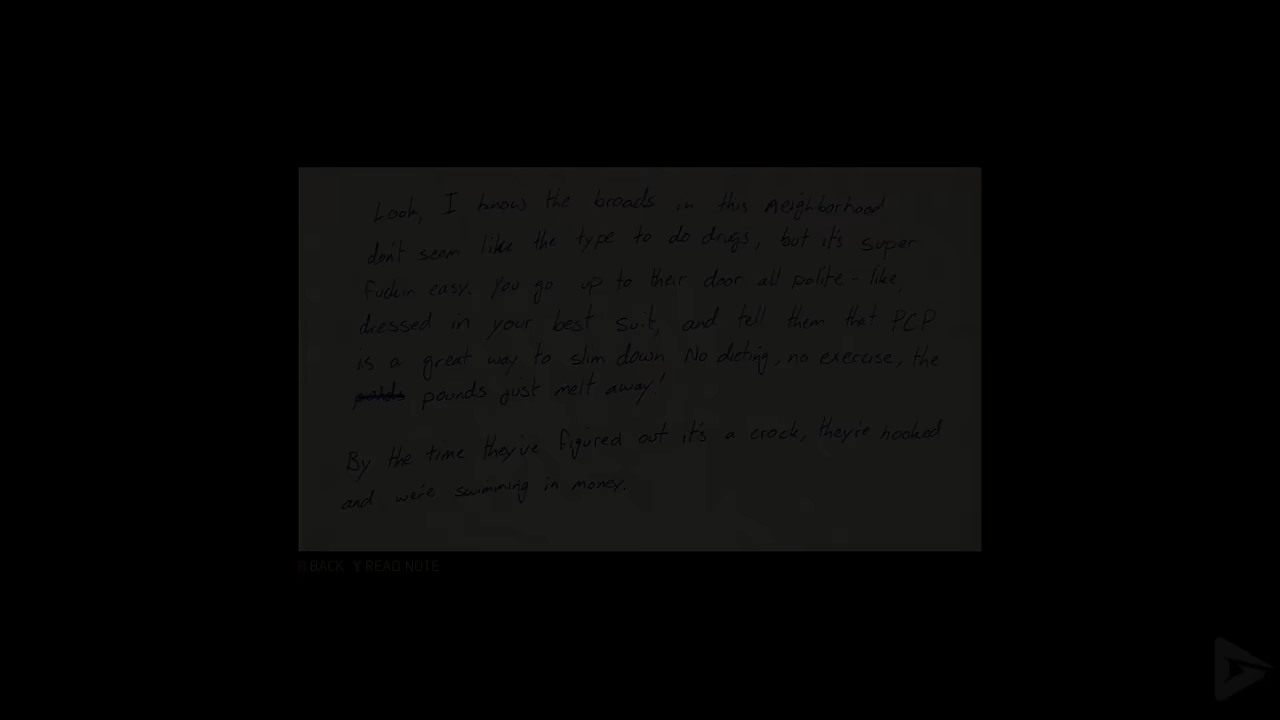 Look, I know the broads in this neighborhood
don't seem like the type to do drugs, but it's super
fuckin easy. You go up to their door all polite-like,
dressed in your best suit, and tell them that PCP
is a great way to slim down. No dieting, no exercise, the
pounds just melt away!
By the time they've figured out it's a crock, they're hooked
and we're swimming in money.
BACK Y READ NOTE